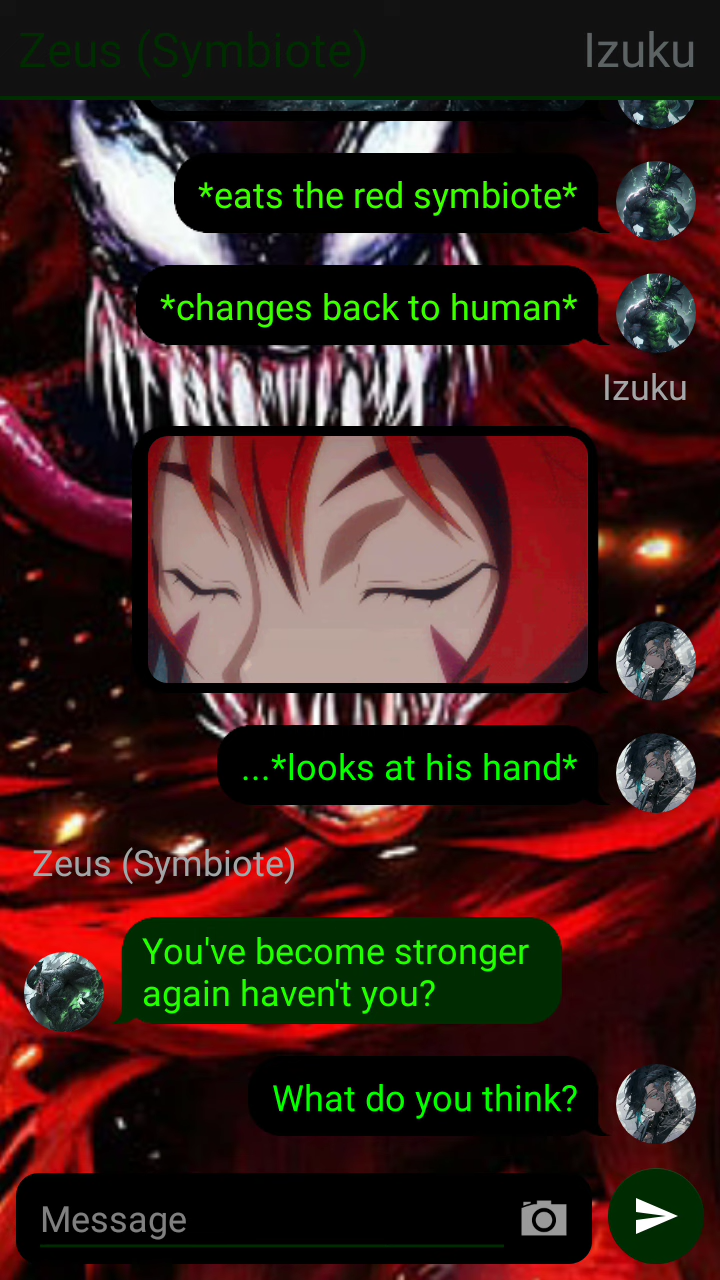 Zeus (Symbiote)
Izuku
*eats the red symbiote*
*changes back to human*
Izuku
...*looks at his hand*
Zeus (Symbiote)
You've become stronger
again haven't you?
What do you think?
Message